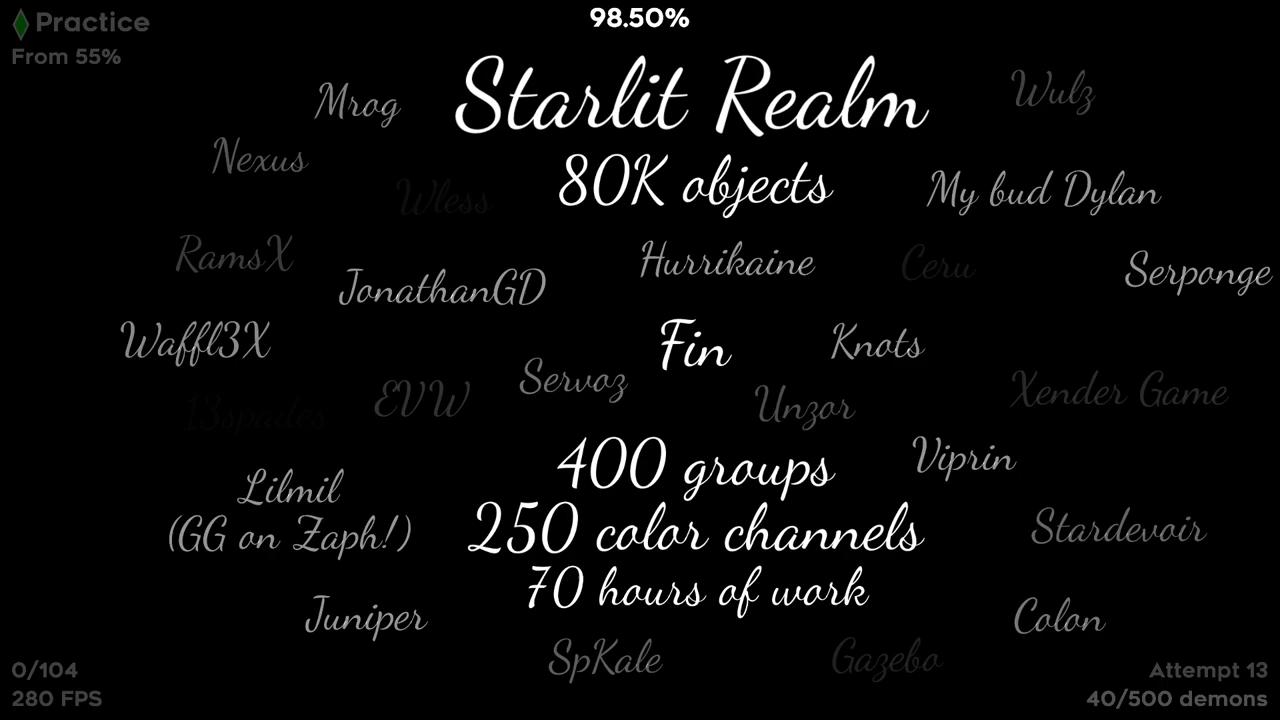 Practice
98.50%
From 55%
Starlit Realm
Mrog
Wulz
Nexus
80K objects
Wless
My bud Dylan
RamsX
Hurrikaine
Ceru
Serponge
JonathanGD
Waffl3X
Fin
Knots
Servoz
EVW
Unzor
Xender Game
13spades
400 groups
Viprin
Lilmil
(GG on Zaph!)
250 color channels
Stardevoir
70 hours of work
Juniper
Colon
SpKale
Gazebo
0/104
Attempt 13
280 FPS
40/500 demons